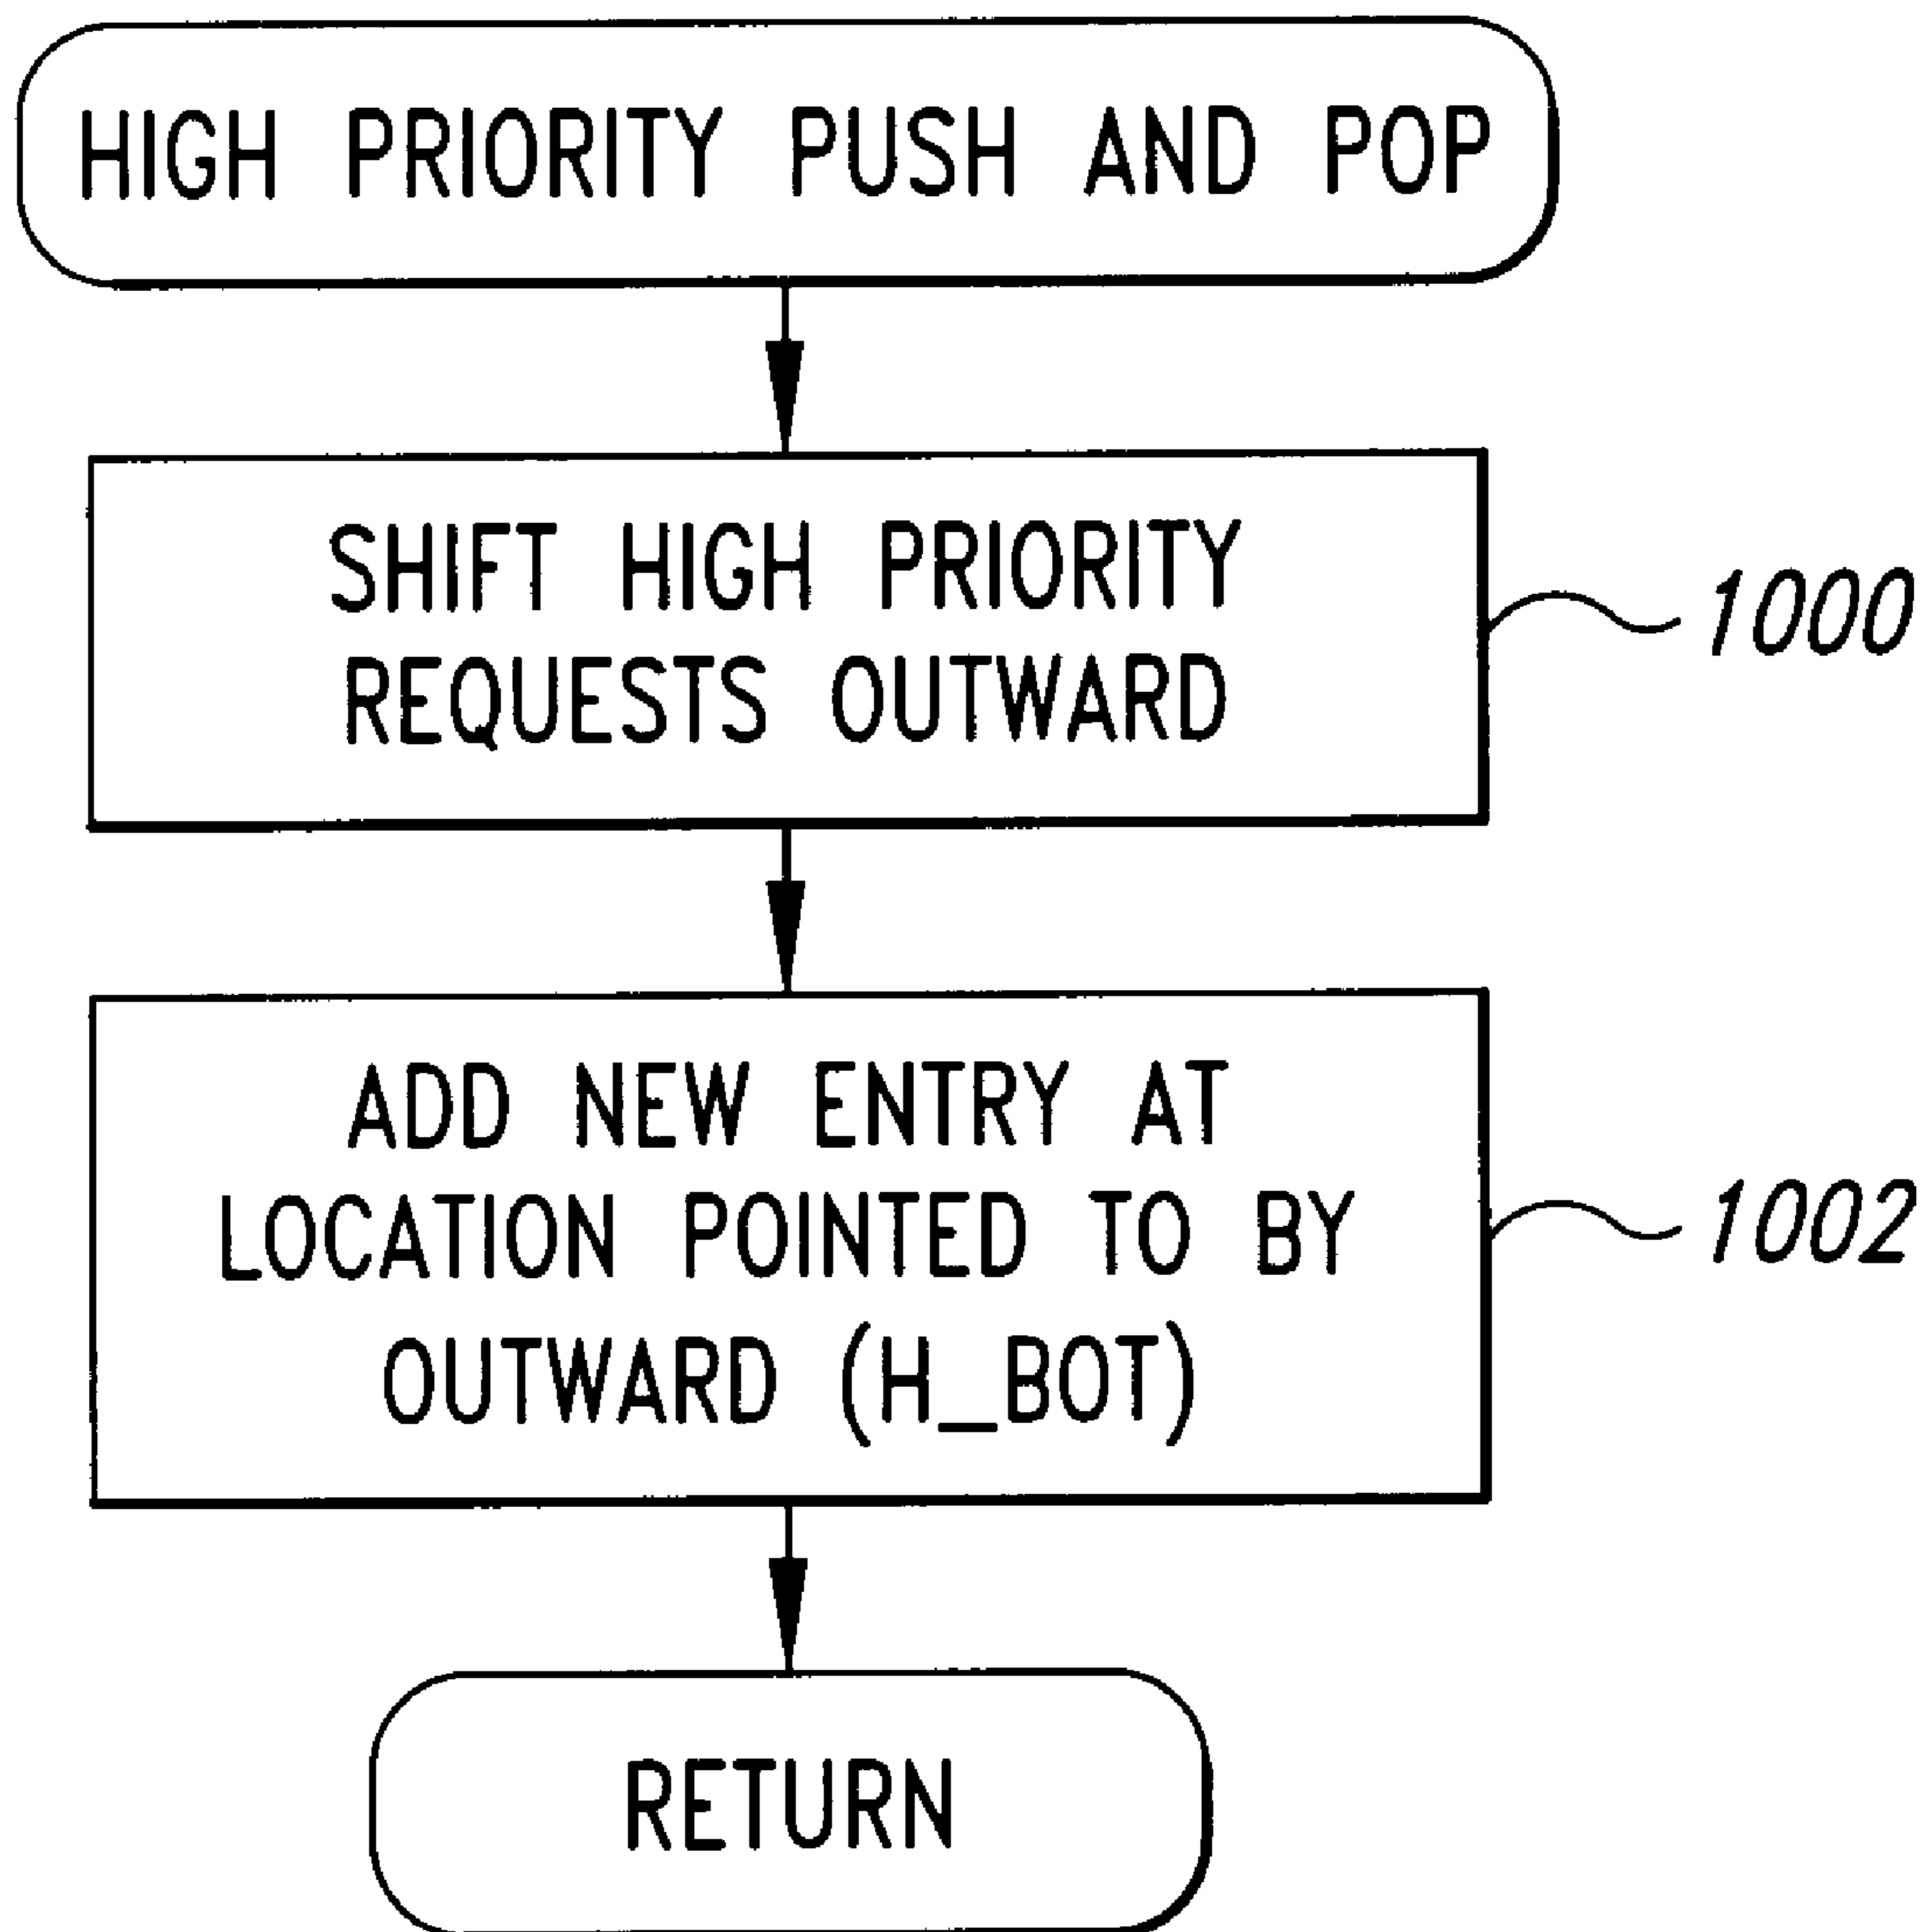 HIGH PRIORITY PUSH AND POP
SHIFT HIGH PRIORITY
REQUESTS OUTWARD
1000
ADD NEW ENTRY AT
LOCATION POINTED TO BY
OUTWARD (H_BOT)
1002
RETURN